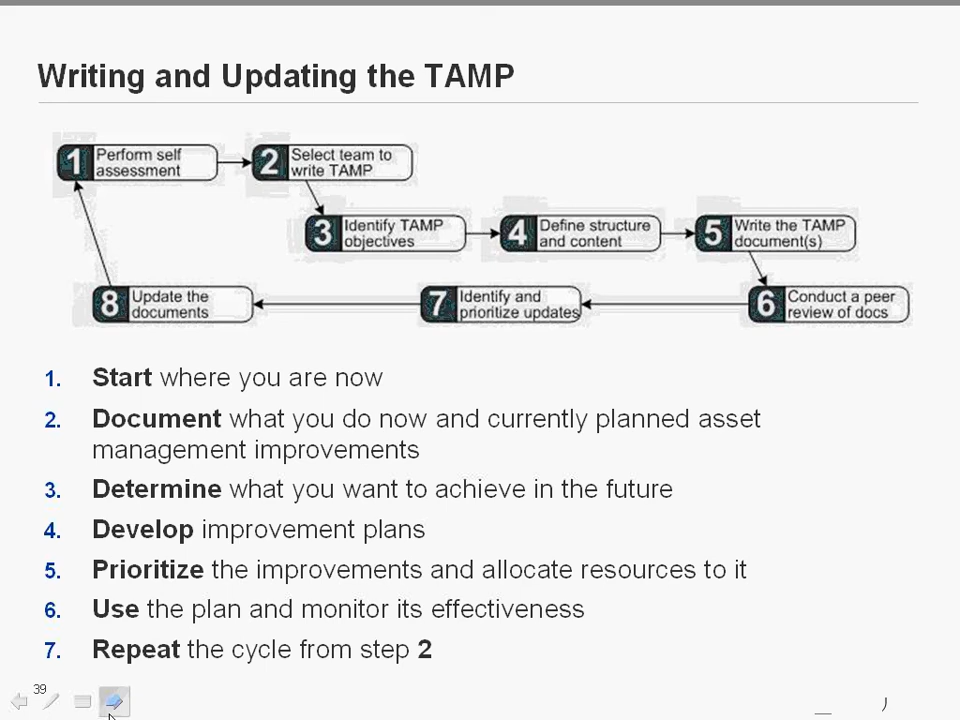 Writing and Updating the TAMP
1 Perform self
assessment
2 Select team to
write TAMP
3 Identify TAMP
objectives
4 Define structure
and content
5 Write the TAMP
document(s)
8 Update the
documents
7 Identify and
prioritize updates
6 Conduct a peer
review of docs
1. Start where you are now
2. Document what you do now and currently planned asset
management improvements
3. Determine what you want to achieve in the future
4. Develop improvement plans
5. Prioritize the improvements and allocate resources to it
6. Use the plan and monitor its effectiveness
7. Repeat the cycle from step 2
39